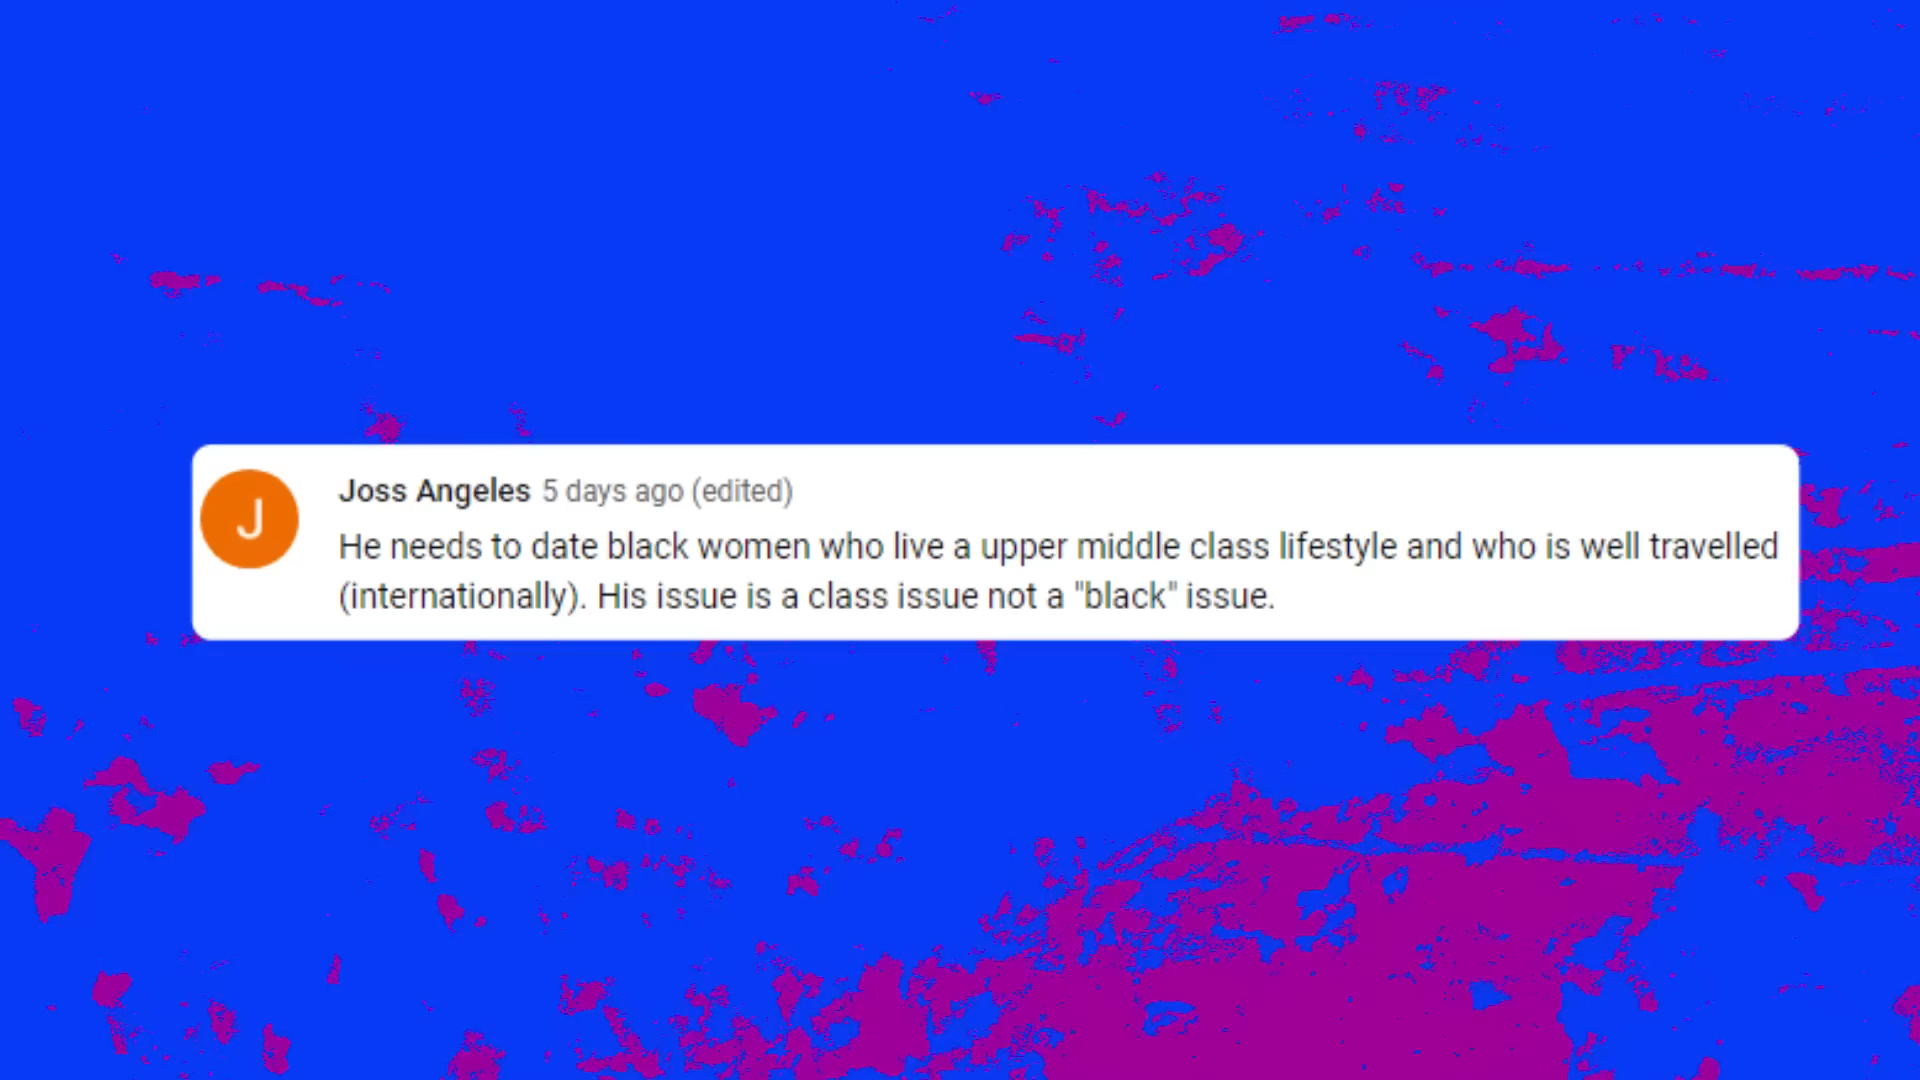 J
Joss Angeles 5 days ago (edited)
He needs to date black women who live a upper middle class lifestyle and who is well travelled
(internationally). His issue is a class issue not a "black" issue.